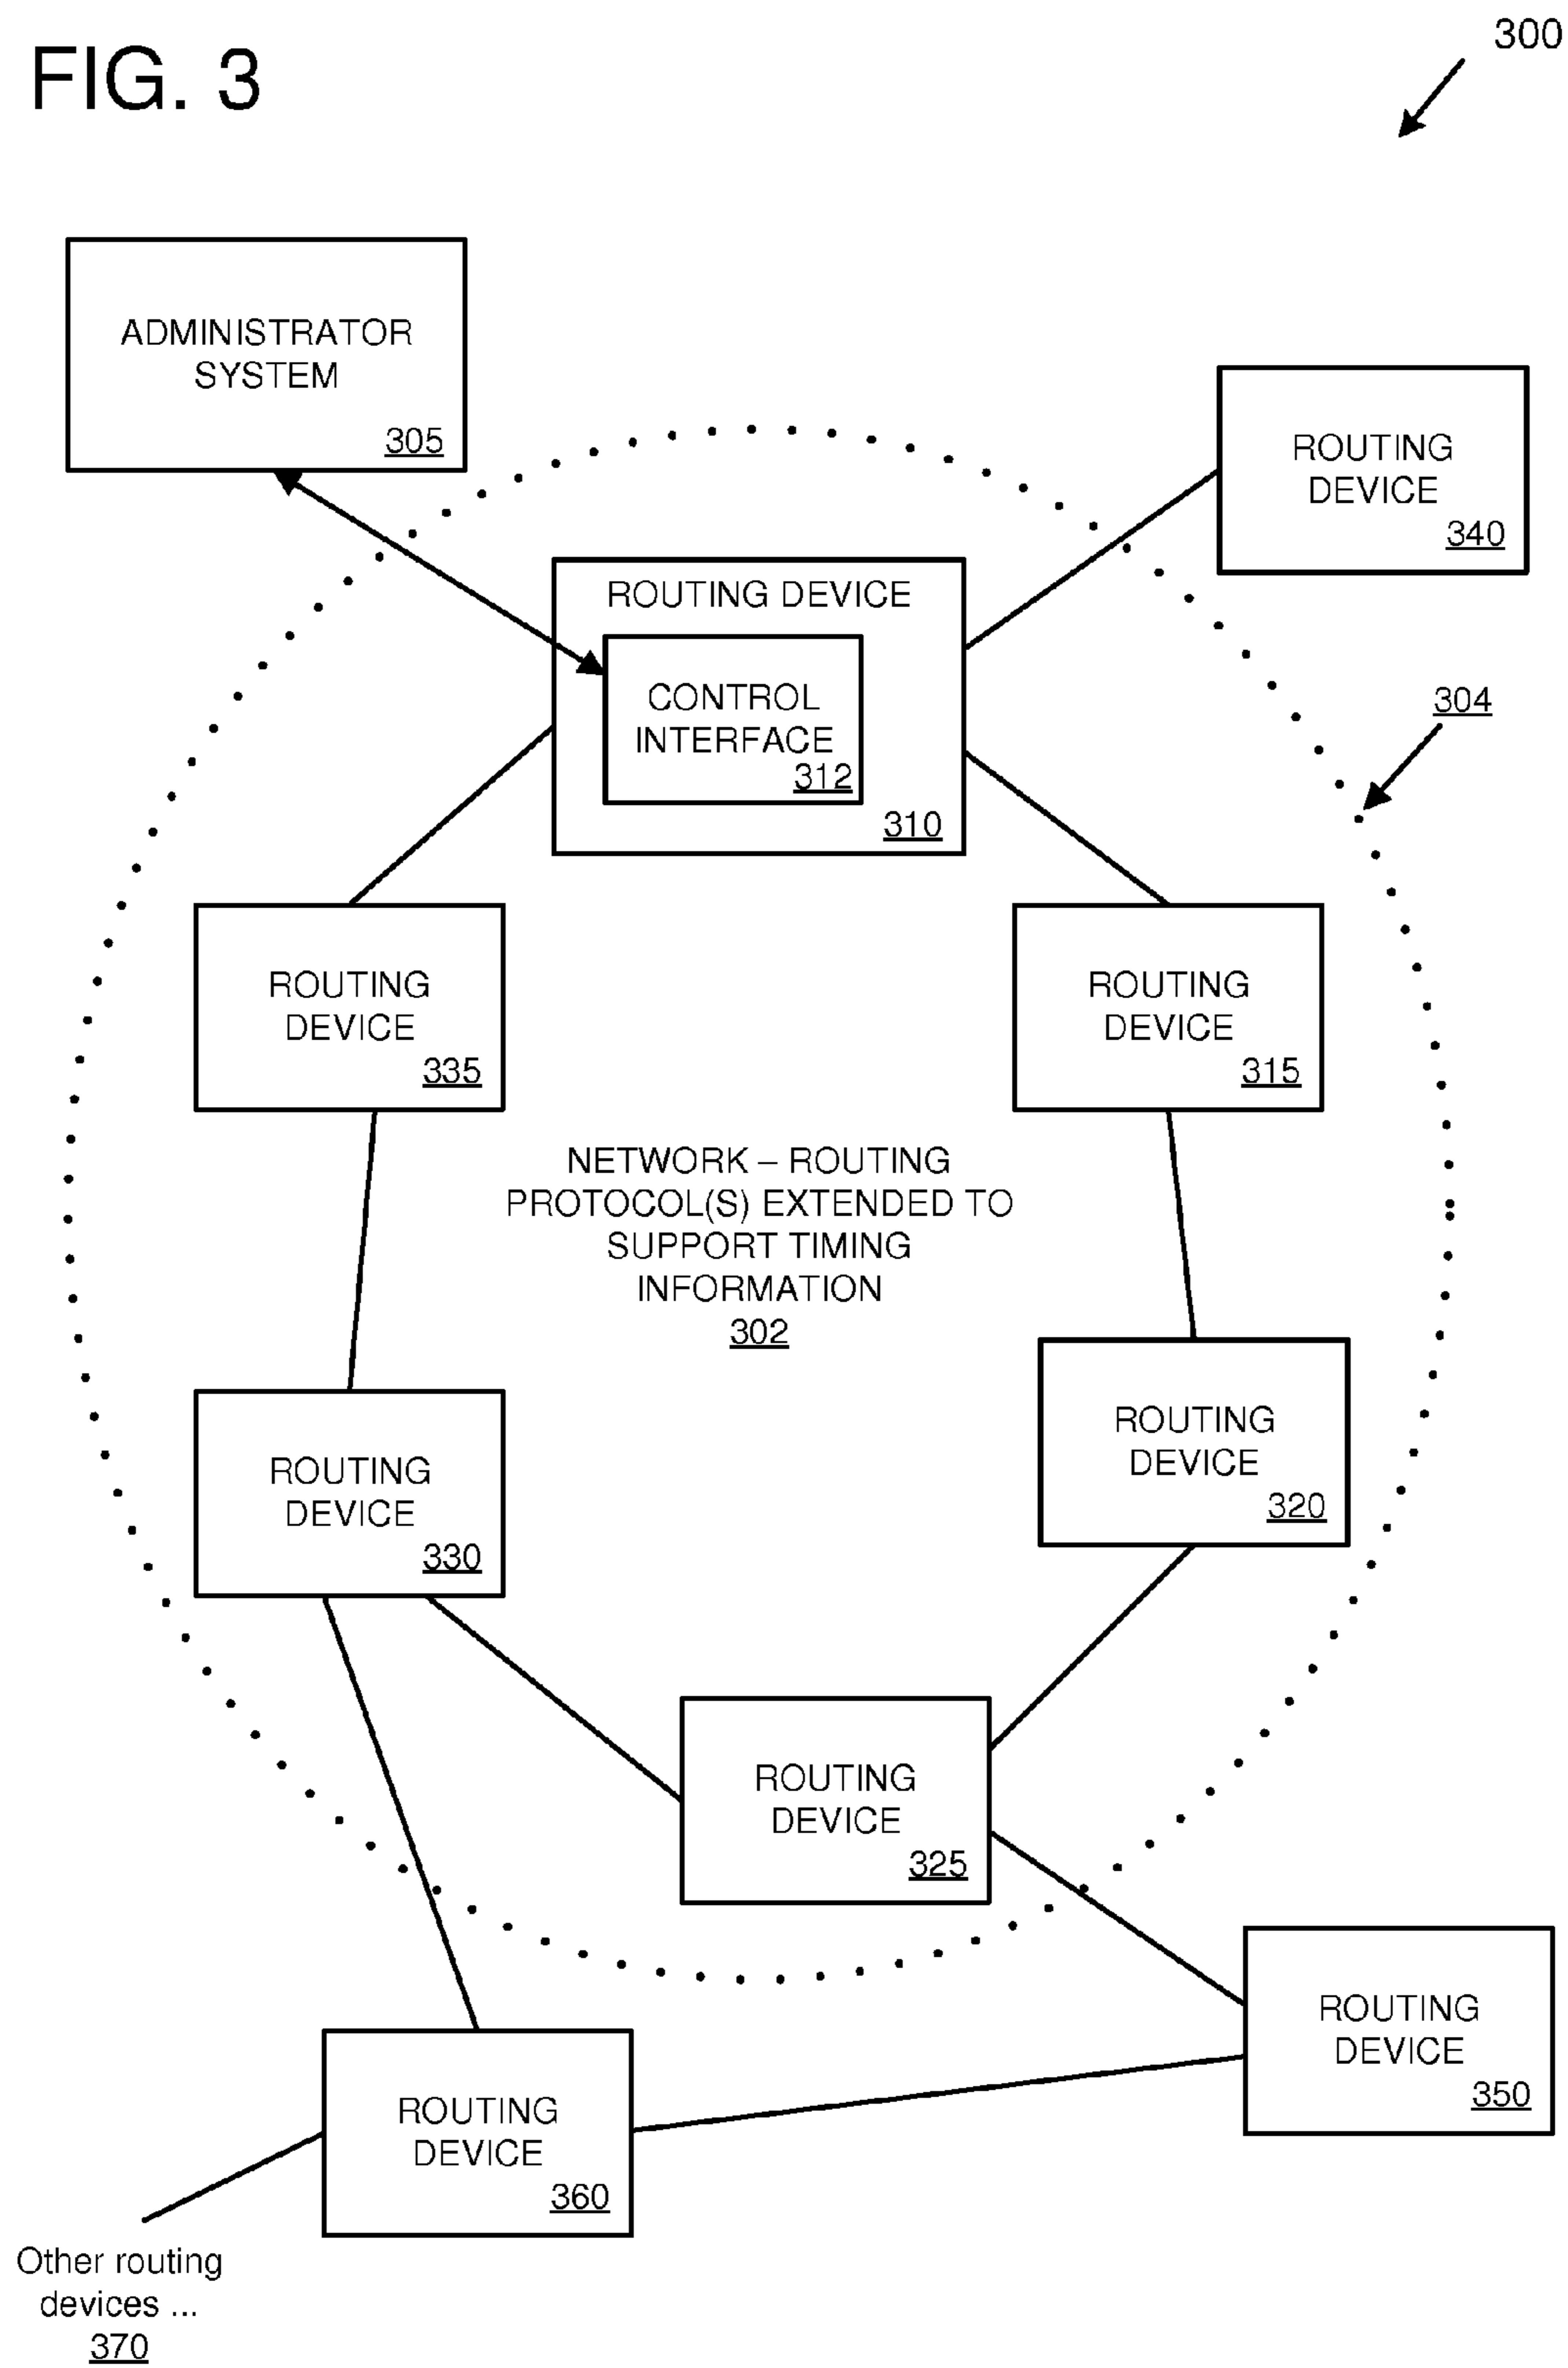 FIG. 3
300
ADMINISTRATOR
SYSTEM
305
ROUTING
DEVICE
340
ROUTING DEVICE
CONTROL
INTERFACE
312
310
304
ROUTING
DEVICE
335
ROUTING
DEVICE
315
NETWORK – ROUTING
PROTOCOL(S) EXTENDED TO
SUPPORT TIMING
INFORMATION
302
ROUTING
DEVICE
320
ROUTING
DEVICE
330
ROUTING
DEVICE
325
ROUTING
DEVICE
350
ROUTING
DEVICE
360
Other routing
devices ...
370